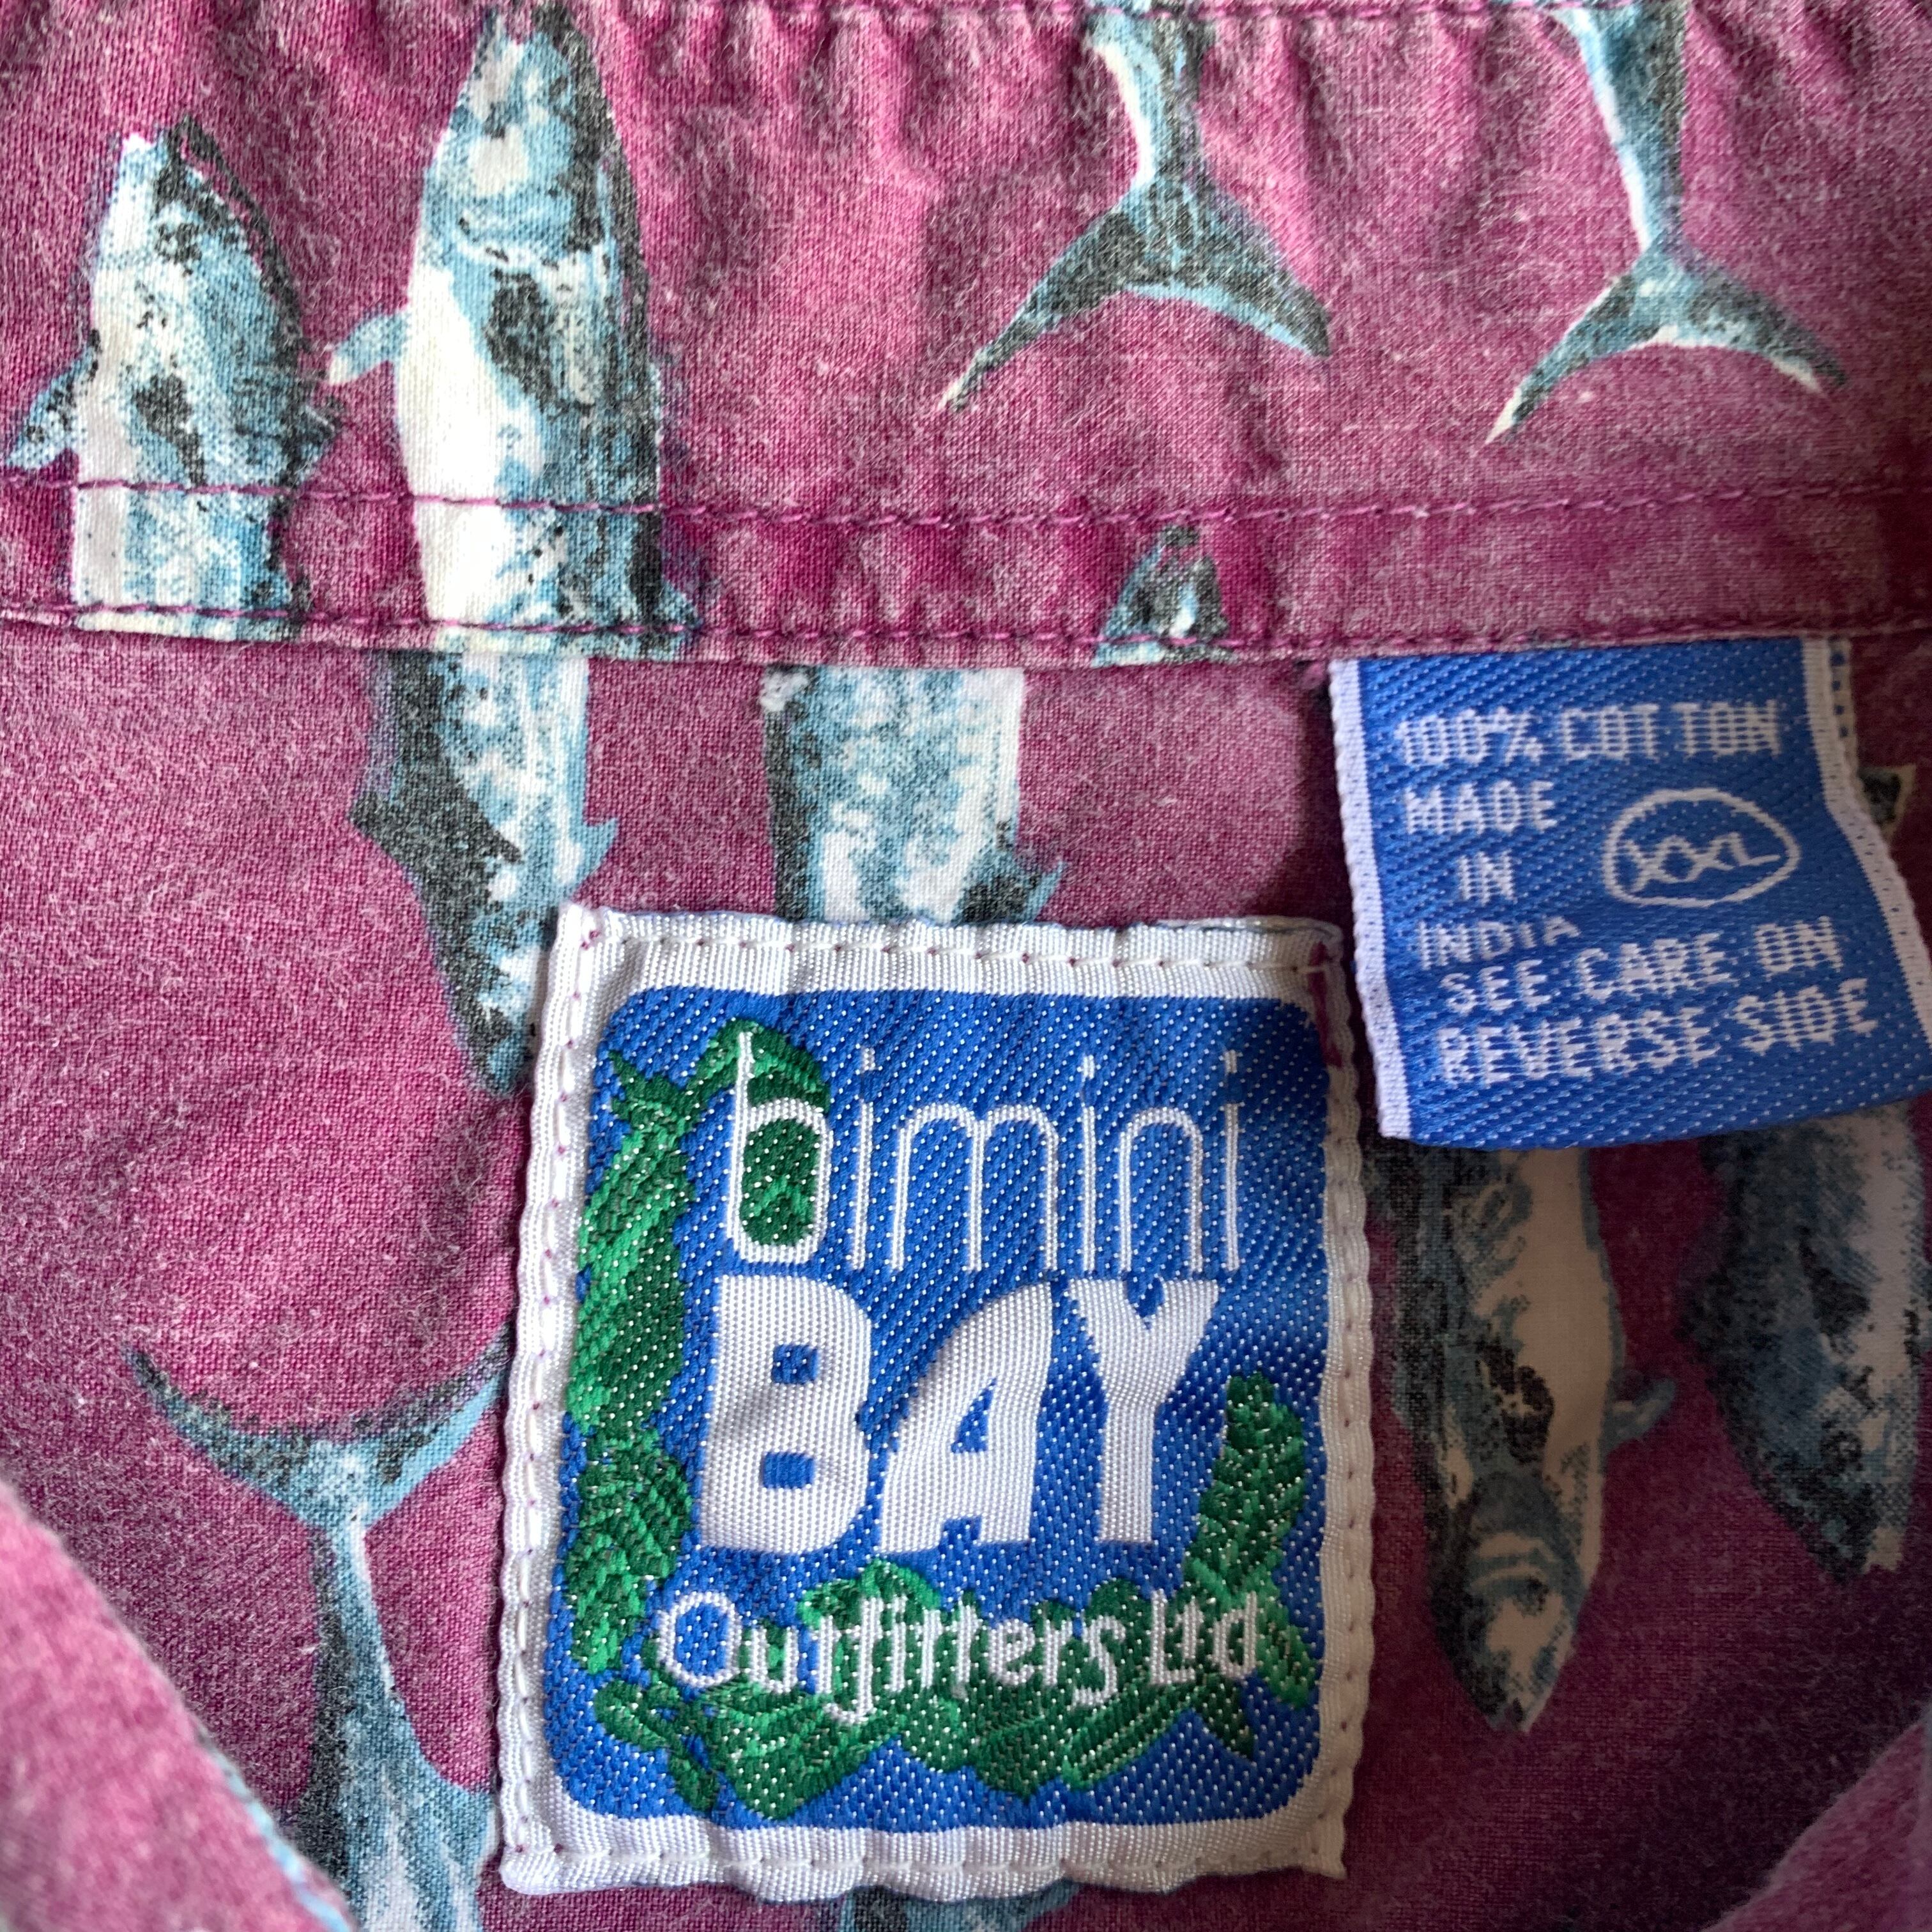 100% COTTON
MADE
IN
INDIA
XXL
SEE CARE ON
REVERSE SIDE
bimini
BAY
Outfitters Ltd